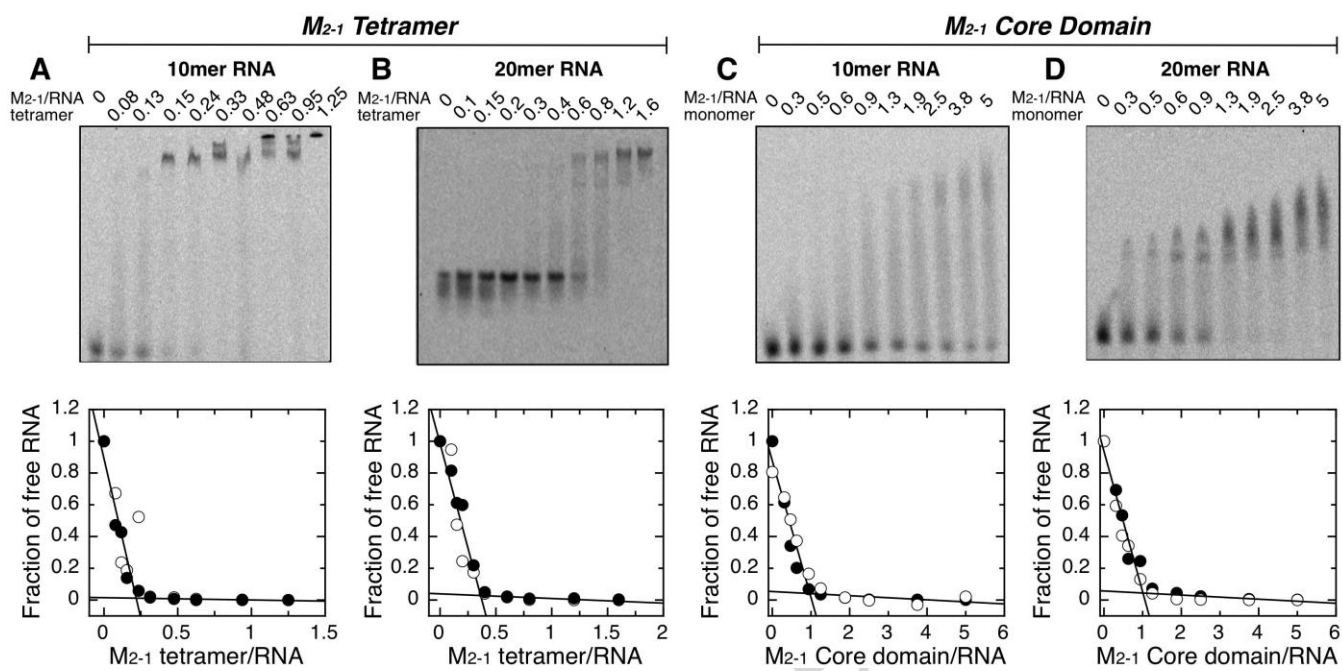 M2-1 Tetramer
M2-1 Core Domain
A
10mer RNA
M2-1/RNA
tetramer
0
0.08
0.13
0.15
0.24
0.33
0.48
0.63
0.95
1.25
B
20mer RNA
M2-1/RNA
tetramer
0
0.1
0.15
0.2
0.3
0.4
0.6
0.8
1.2
1.6
C
10mer RNA
M2-1/RNA
monomer
0
0.3
0.5
0.6
0.9
1.3
1.9
2.5
3.8
5
D
20mer RNA
M2-1/RNA
monomer
0
0.3
0.5
0.6
0.9
1.3
1.9
2.5
3.8
5
Fraction of free RNA
1.2
1
0.8
0.6
0.4
0.2
0
0 0.5 1 1.5
M2-1 tetramer/RNA
Fraction of free RNA
1.2
1
0.8
0.6
0.4
0.2
0
0 0.5 1 1.5 2
M2-1 tetramer/RNA
Fraction of free RNA
1.2
1
0.8
0.6
0.4
0.2
0
0 1 2 3 4 5 6
M2-1 Core domain/RNA
Fraction of free RNA
1.2
1
0.8
0.6
0.4
0.2
0
0 1 2 3 4 5 6
M2-1 Core domain/RNA